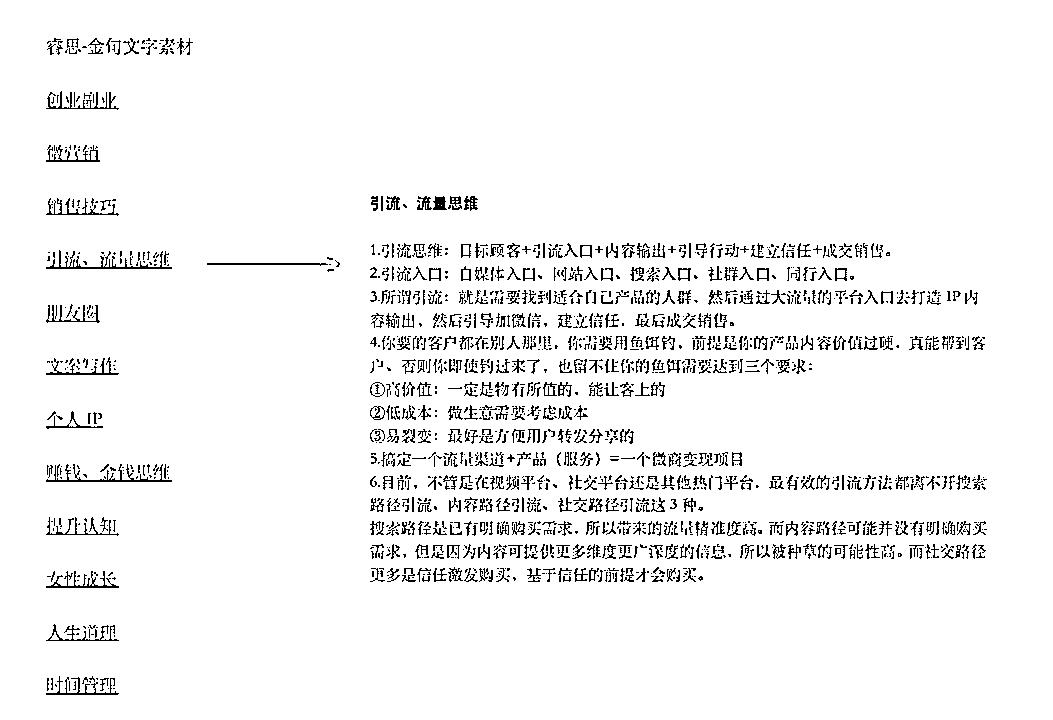 睿思-金句文字素材
创业副业
微营销
销售技巧
引流、流量思维
朋友圈
文案写作
个人 IP
赚钱、金钱思维
提升认知
女性成长
人生道理
时间管理
引流、流量思维
1.引流思维：目标顾客+引流入口+内容输出+引导行动+建立信任+成交销售。
2.引流入口：自媒体入口、网站入口、搜索入口、社群入口、同行入口。
3.所谓引流：就是需要找到适合自己产品的人群、然后通过大流量的平台入口去打造 IP 内
容输出，然后引导加微信，建立信任，最后成交销售。
4.你要的客户都在别人那里，你需要用鱼饵钓，前提是你的产品内容价值过硬，真能帮到客
户、否则你即使钓过来了，也留不住你的鱼饵需要达到三个要求：
①高价值：一定是物有所值的，能让客上的
②低成本：做生意需要考虑成本
③易裂变：最好是方便用户转发分享的
5.搞定一个流量渠道+产品（服务）=一个微商变现项目
6.目前，不管是在视频平台、社交平台还是其他热门平台，最有效的引流方法都离不开搜索
路径引流、内容路径引流、社交路径引流这 3 种。
搜索路径是已有明确购买需求，所以带来的流量精准度高。而内容路径可能并没有明确购买
需求，但是因为内容可提供更多维度更广深度的信息，所以被种草的可能性高。而社交路径
更多是信任激发购买，基于信任的前提才会购买。